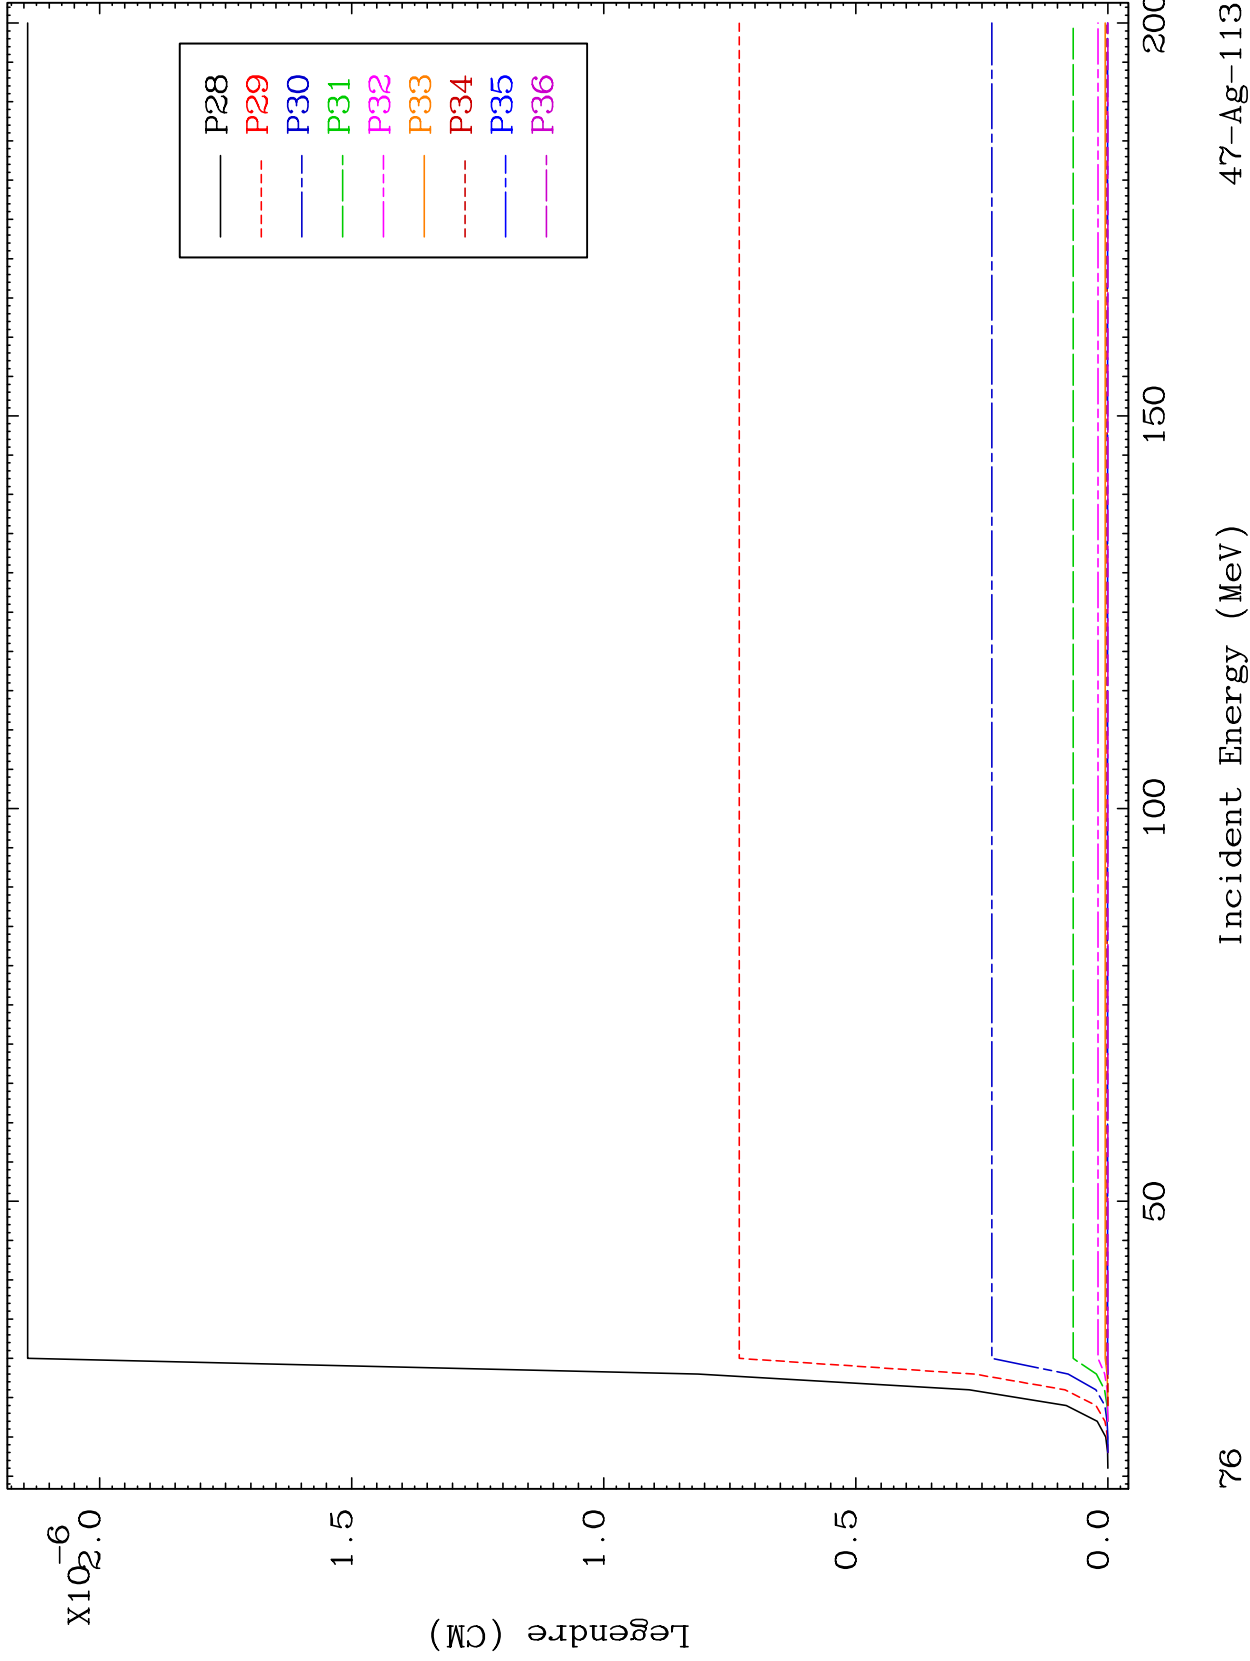 X10-6
2.0
1.5
1.0
0.5
0.0
Legendre (CM)
P28
P29
P30
P31
P32
P33
P34
P35
P36
50
100
150
200
Incident Energy (MeV)
76
47-Ag-113